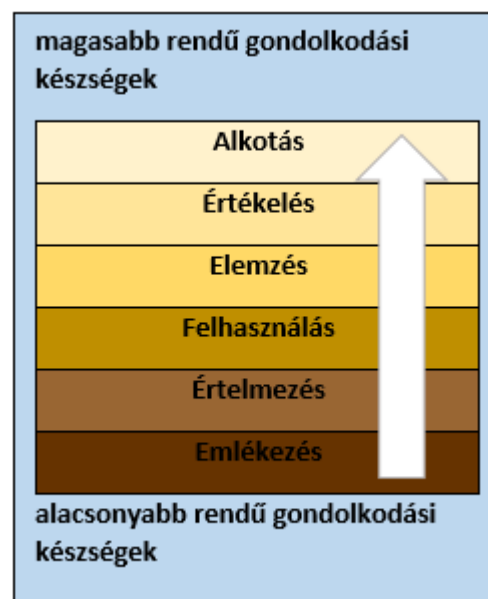 magasabb rendű gondolkodási
készségek
Alkotás
Értékelés
Elemzés
Felhasználás
Értelmezés
Emlékezés
alacsonyabb rendű gondolkodási
készségek